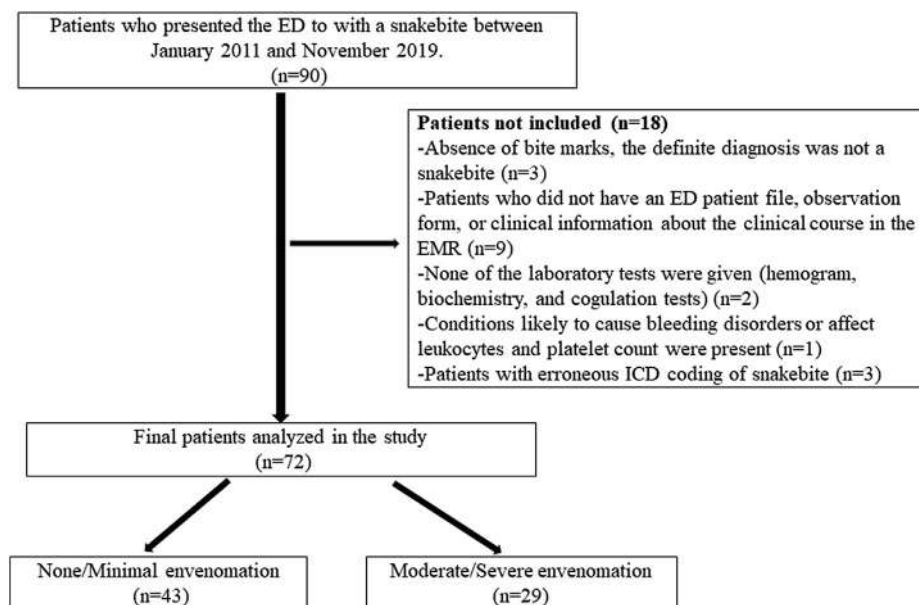 Patients who presented the ED to with a snakebite between
January 2011 and November 2019.
(n=90)
Patients not included (n=18)
-Absence of bite marks, the definite diagnosis was not a
snakebite (n=3)
-Patients who did not have an ED patient file, observation
form, or clinical information about the clinical course in the
EMR (n=9)
-None of the laboratory tests were given (hemogram,
biochemistry, and cogulation tests) (n=2)
-Conditions likely to cause bleeding disorders or affect
leukocytes and platelet count were present (n=1)
-Patients with erroneous ICD coding of snakebite (n=3)
Final patients analyzed in the study
(n=72)
None/Minimal envenomation
(n=43)
Moderate/Severe envenomation
(n=29)